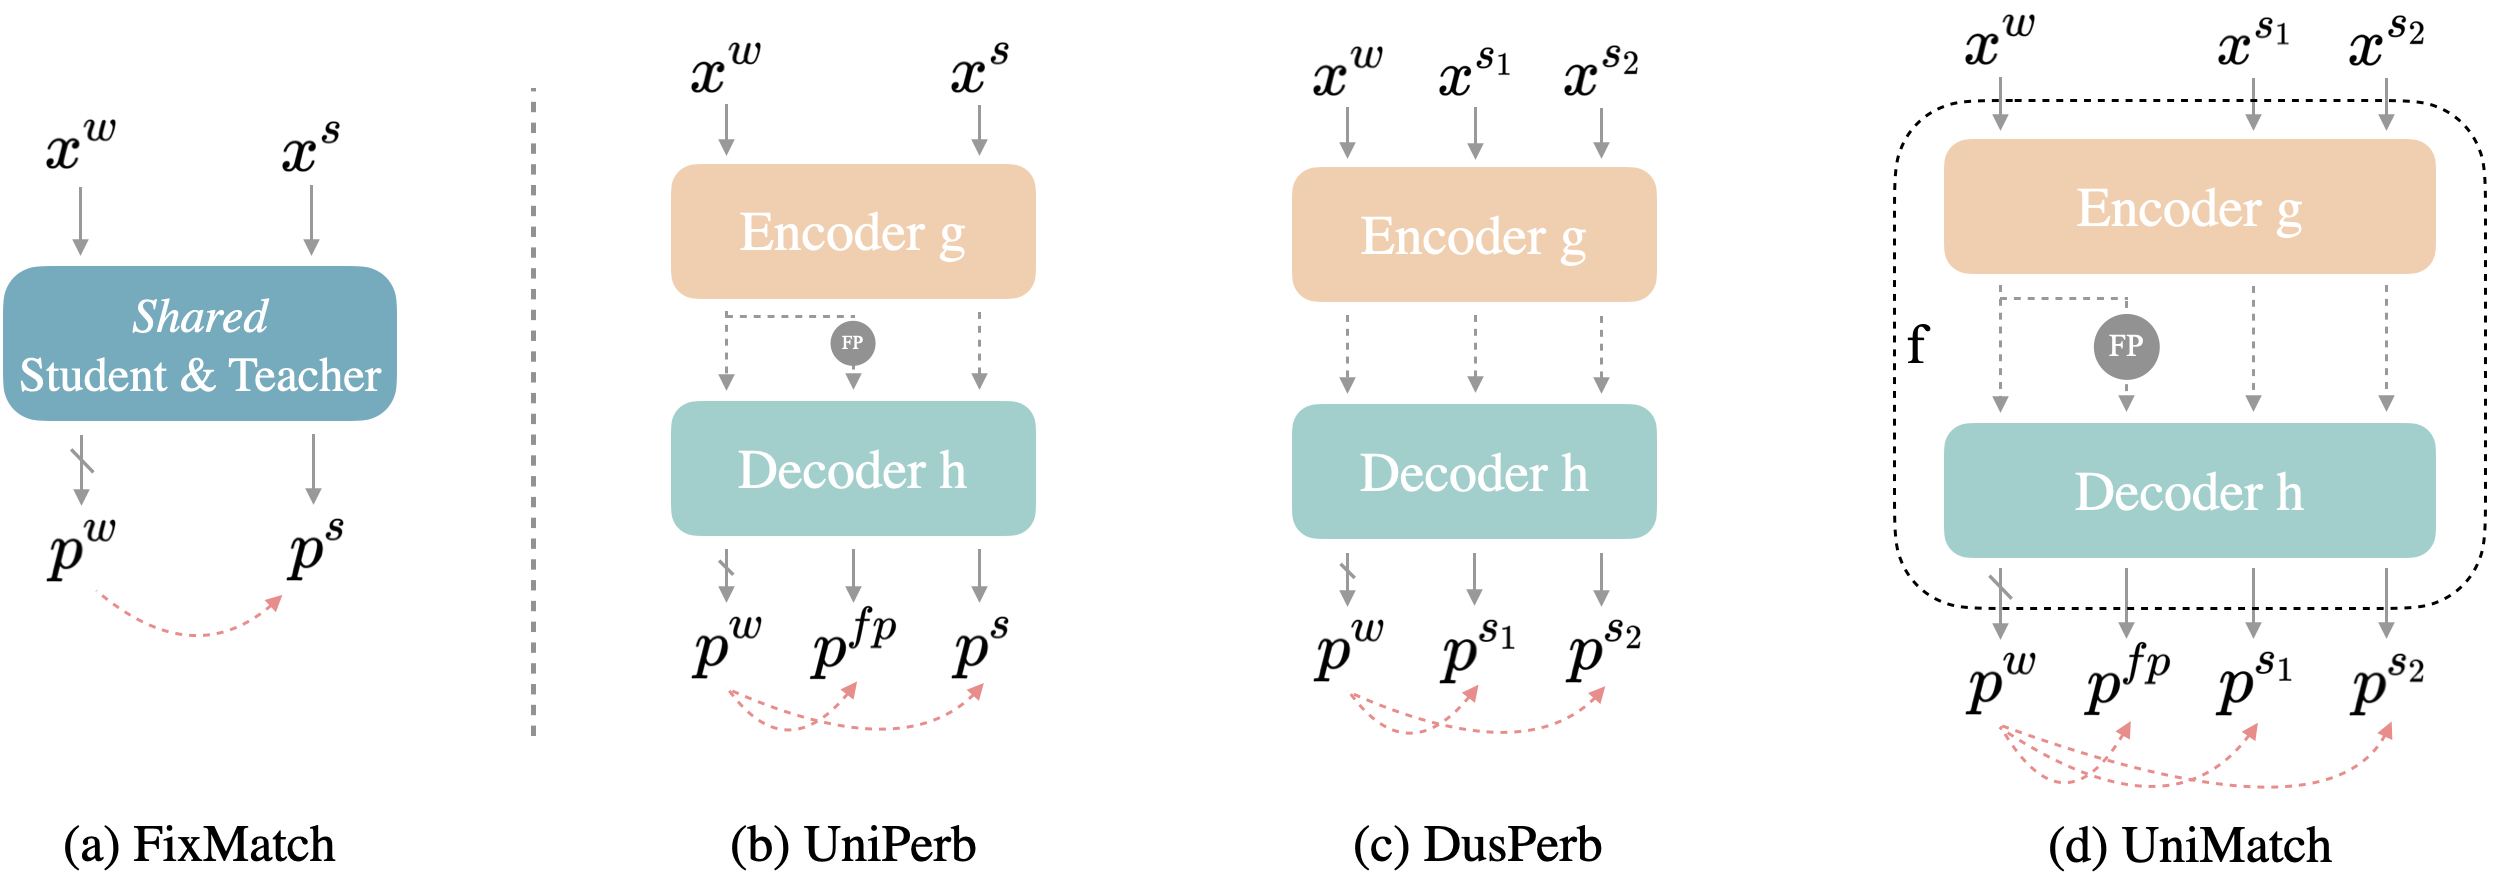 x^w x^s
Shared
Student & Teacher
p^w p^s
(a) FixMatch
x^w x^s
Encoder g
FP
Decoder h
p^w p^{fp} p^s
(b) UniPerb
x^w x^{s_1} x^{s_2}
Encoder g
Decoder h
p^w p^{s_1} p^{s_2}
(c) DusPerb
x^w x^{s_1} x^{s_2}
Encoder g
f
FP
Decoder h
p^w p^{fp} p^{s_1} p^{s_2}
(d) UniMatch